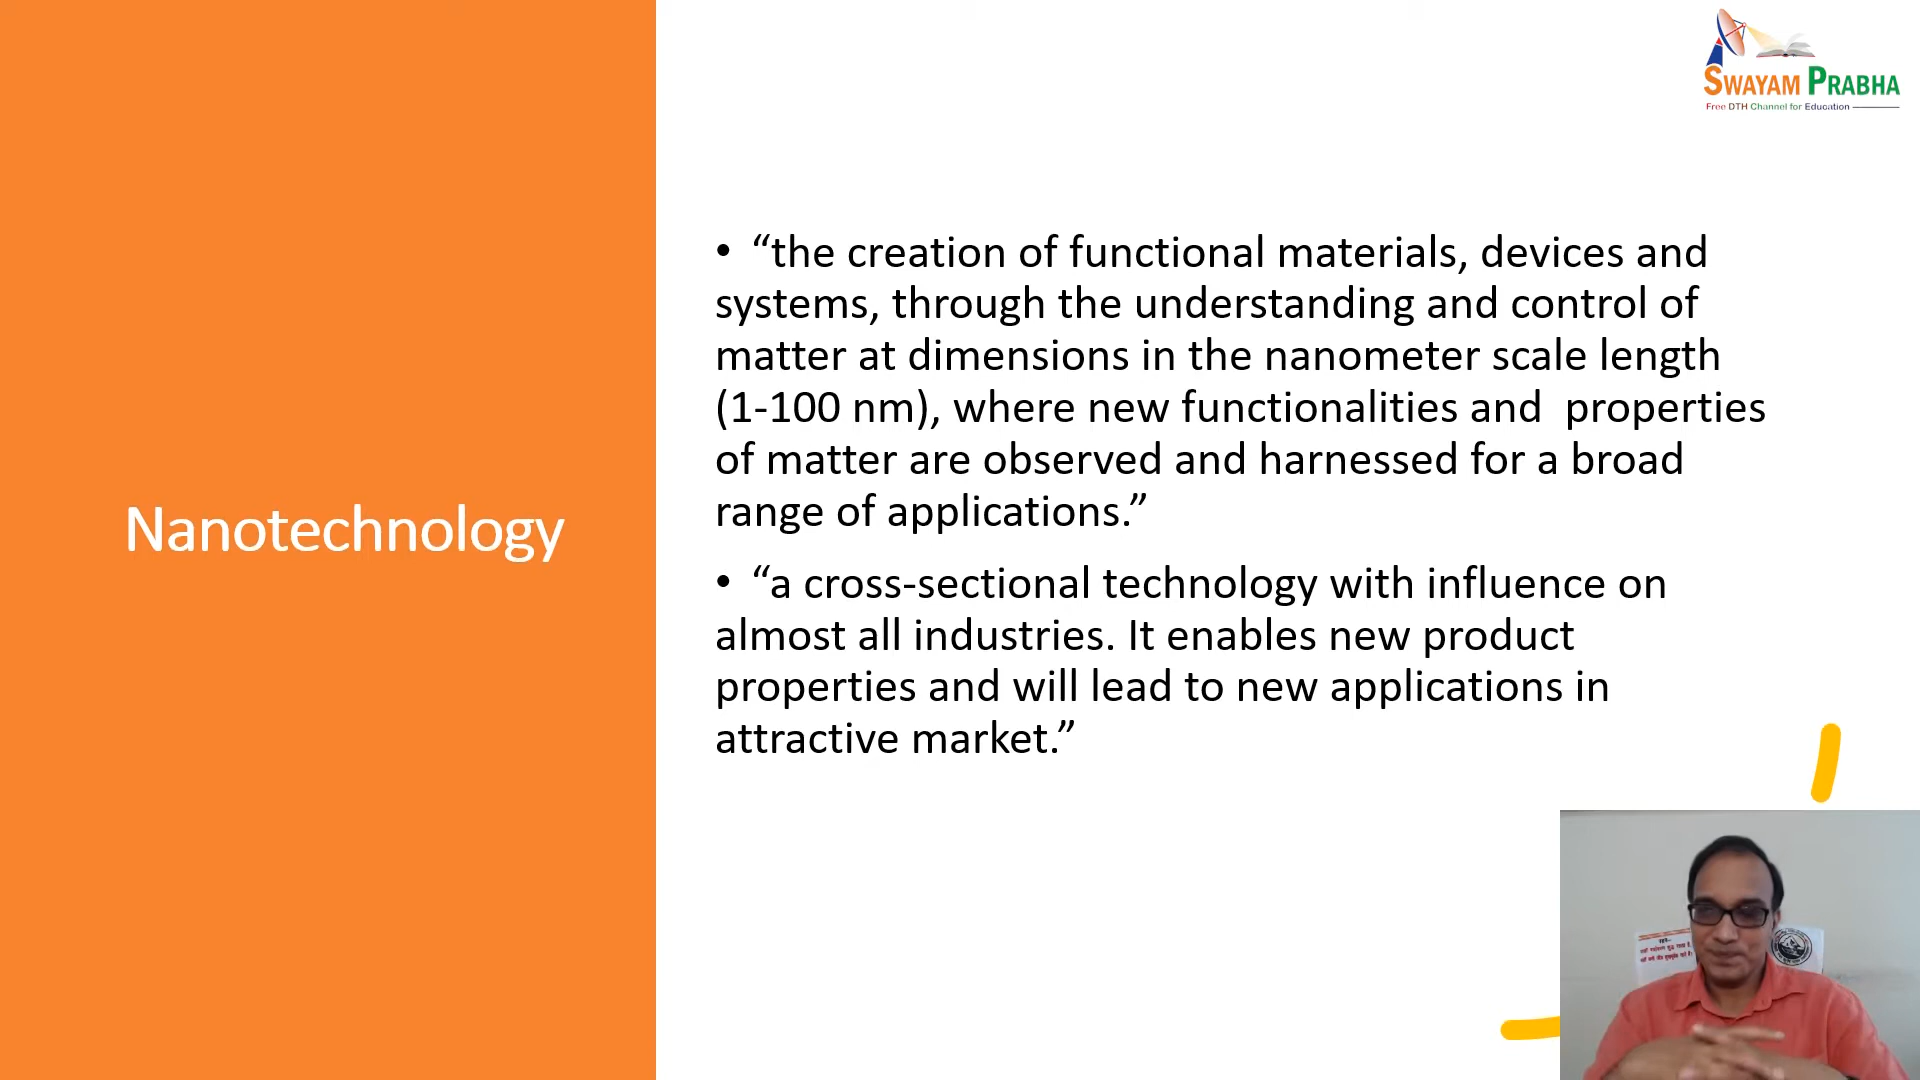 SWAYAM PRABHA
Free DTH Channel for Education
Nanotechnology
• “the creation of functional materials, devices and
systems, through the understanding and control of
matter at dimensions in the nanometer scale length
(1-100 nm), where new functionalities and  properties
of matter are observed and harnessed for a broad
range of applications.”
• “a cross-sectional technology with influence on
almost all industries. It enables new product
properties and will lead to new applications in
attractive market.”